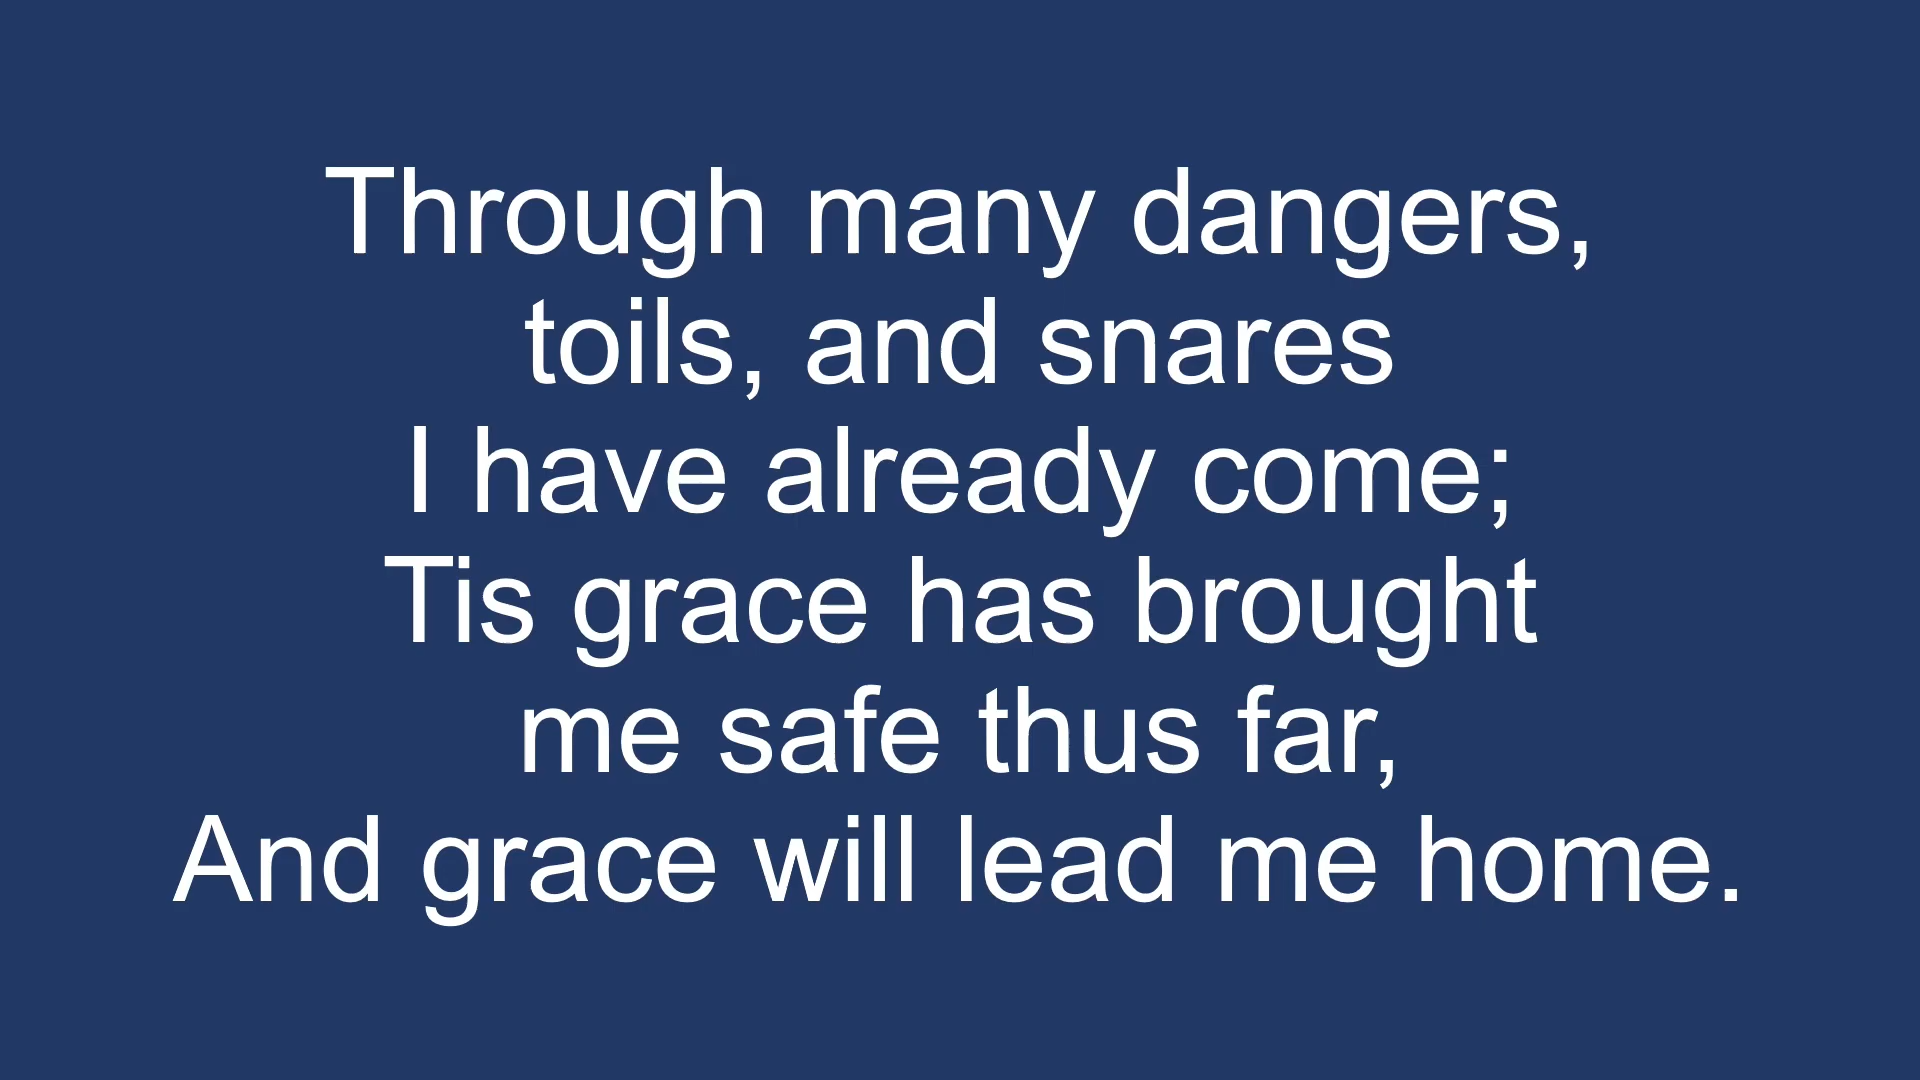 Through many dangers,
toils, and snares
I have already come;
Tis grace has brought
me safe thus far,
And grace will lead me home.